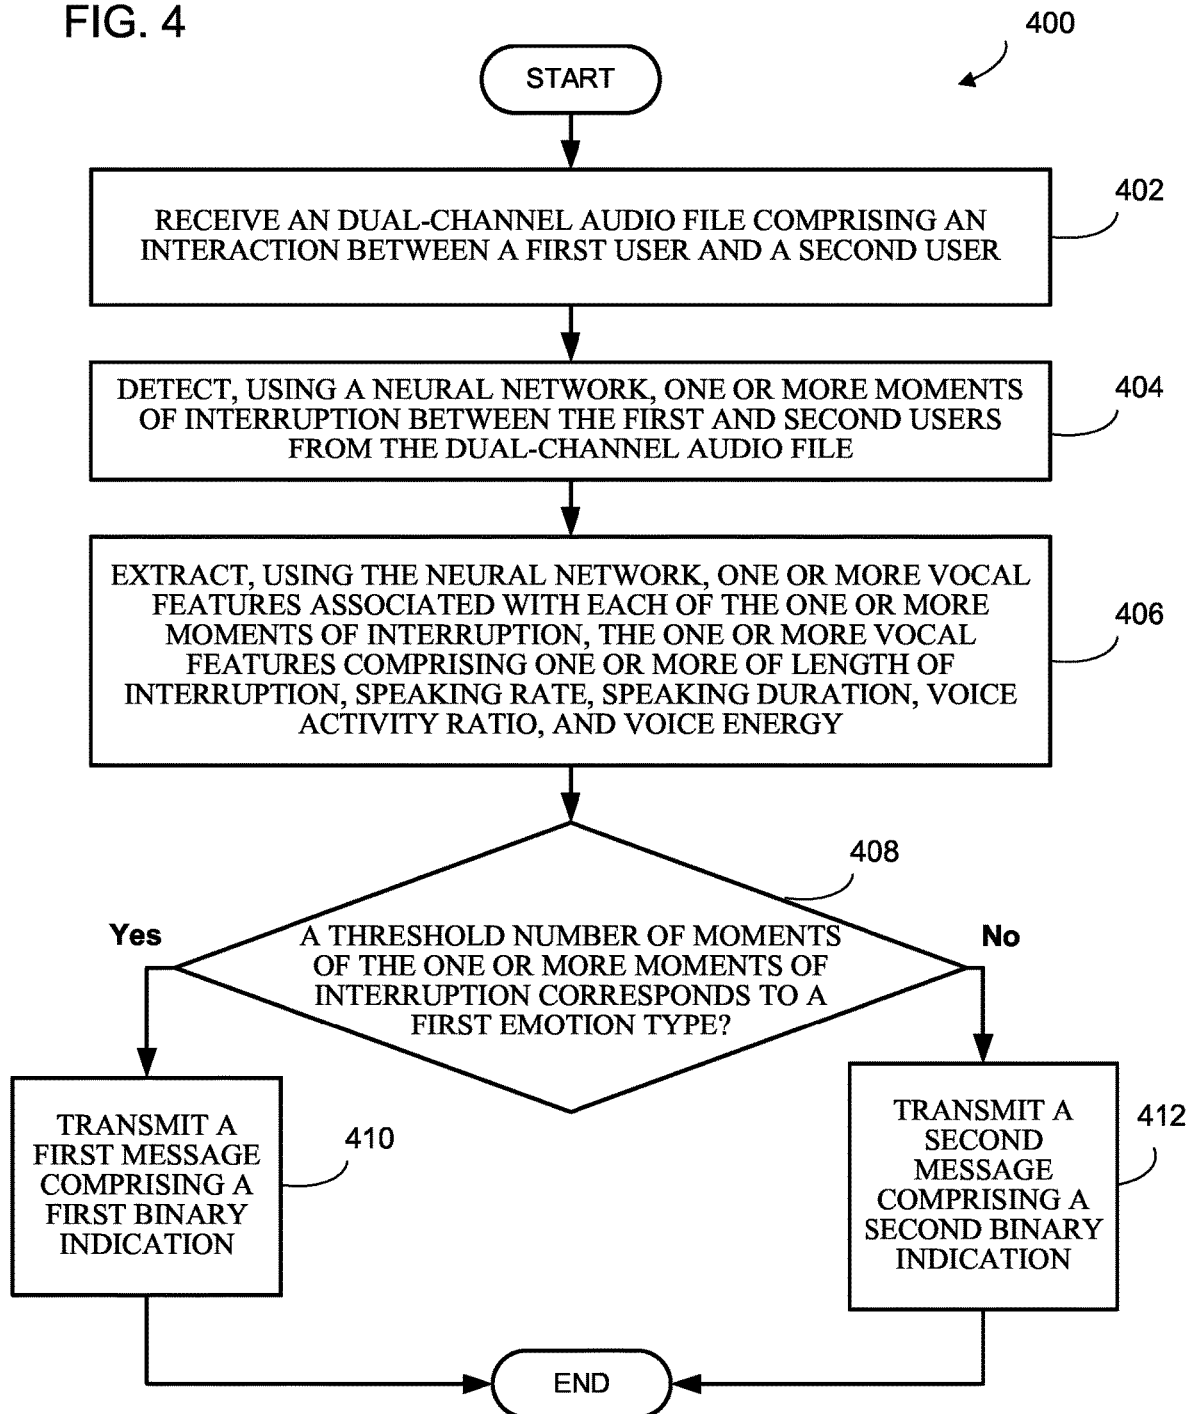 FIG. 4
400
START
RECEIVE AN DUAL-CHANNEL AUDIO FILE COMPRISING AN
INTERACTION BETWEEN A FIRST USER AND A SECOND USER
402
DETECT, USING A NEURAL NETWORK, ONE OR MORE MOMENTS
OF INTERRUPTION BETWEEN THE FIRST AND SECOND USERS
FROM THE DUAL-CHANNEL AUDIO FILE
404
EXTRACT, USING THE NEURAL NETWORK, ONE OR MORE VOCAL
FEATURES ASSOCIATED WITH EACH OF THE ONE OR MORE
MOMENTS OF INTERRUPTION, THE ONE OR MORE VOCAL
FEATURES COMPRISING ONE OR MORE OF LENGTH OF
INTERRUPTION, SPEAKING RATE, SPEAKING DURATION, VOICE
ACTIVITY RATIO, AND VOICE ENERGY
406
408
Yes
No
A THRESHOLD NUMBER OF MOMENTS
OF THE ONE OR MORE MOMENTS OF
INTERRUPTION CORRESPONDS TO A
FIRST EMOTION TYPE?
TRANSMIT A
FIRST MESSAGE
COMPRISING A
FIRST BINARY
INDICATION
410
TRANSMIT A
SECOND
MESSAGE
COMPRISING A
SECOND BINARY
INDICATION
412
END